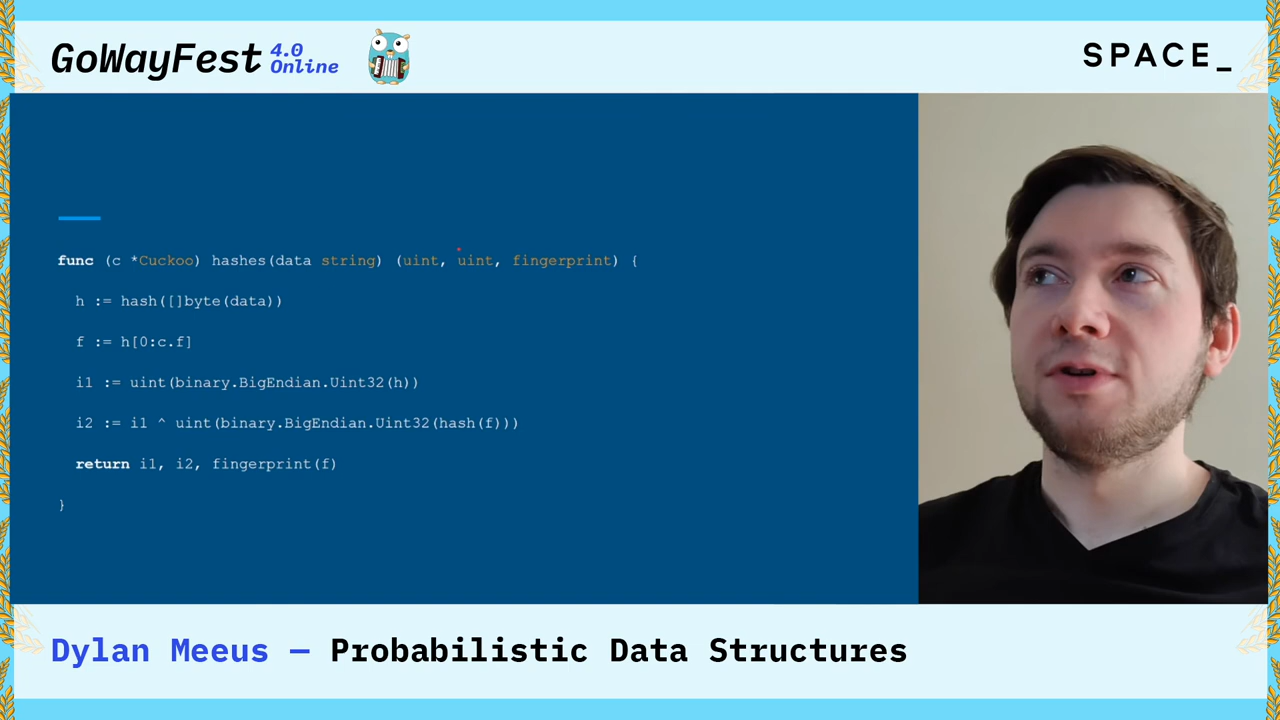 GoWayFest 4.0
Online
SPACE_
func (c *Cuckoo) hashes(data string) (uint, uint, fingerprint) {
h := hash([]byte(data))
f := h[0:c.f]
i1 := uint(binary.BigEndian.Uint32(h))
i2 := i1 ^ uint(binary.BigEndian.Uint32(hash(f)))
return i1, i2, fingerprint(f)
}
Dylan Meeus — Probabilistic Data Structures